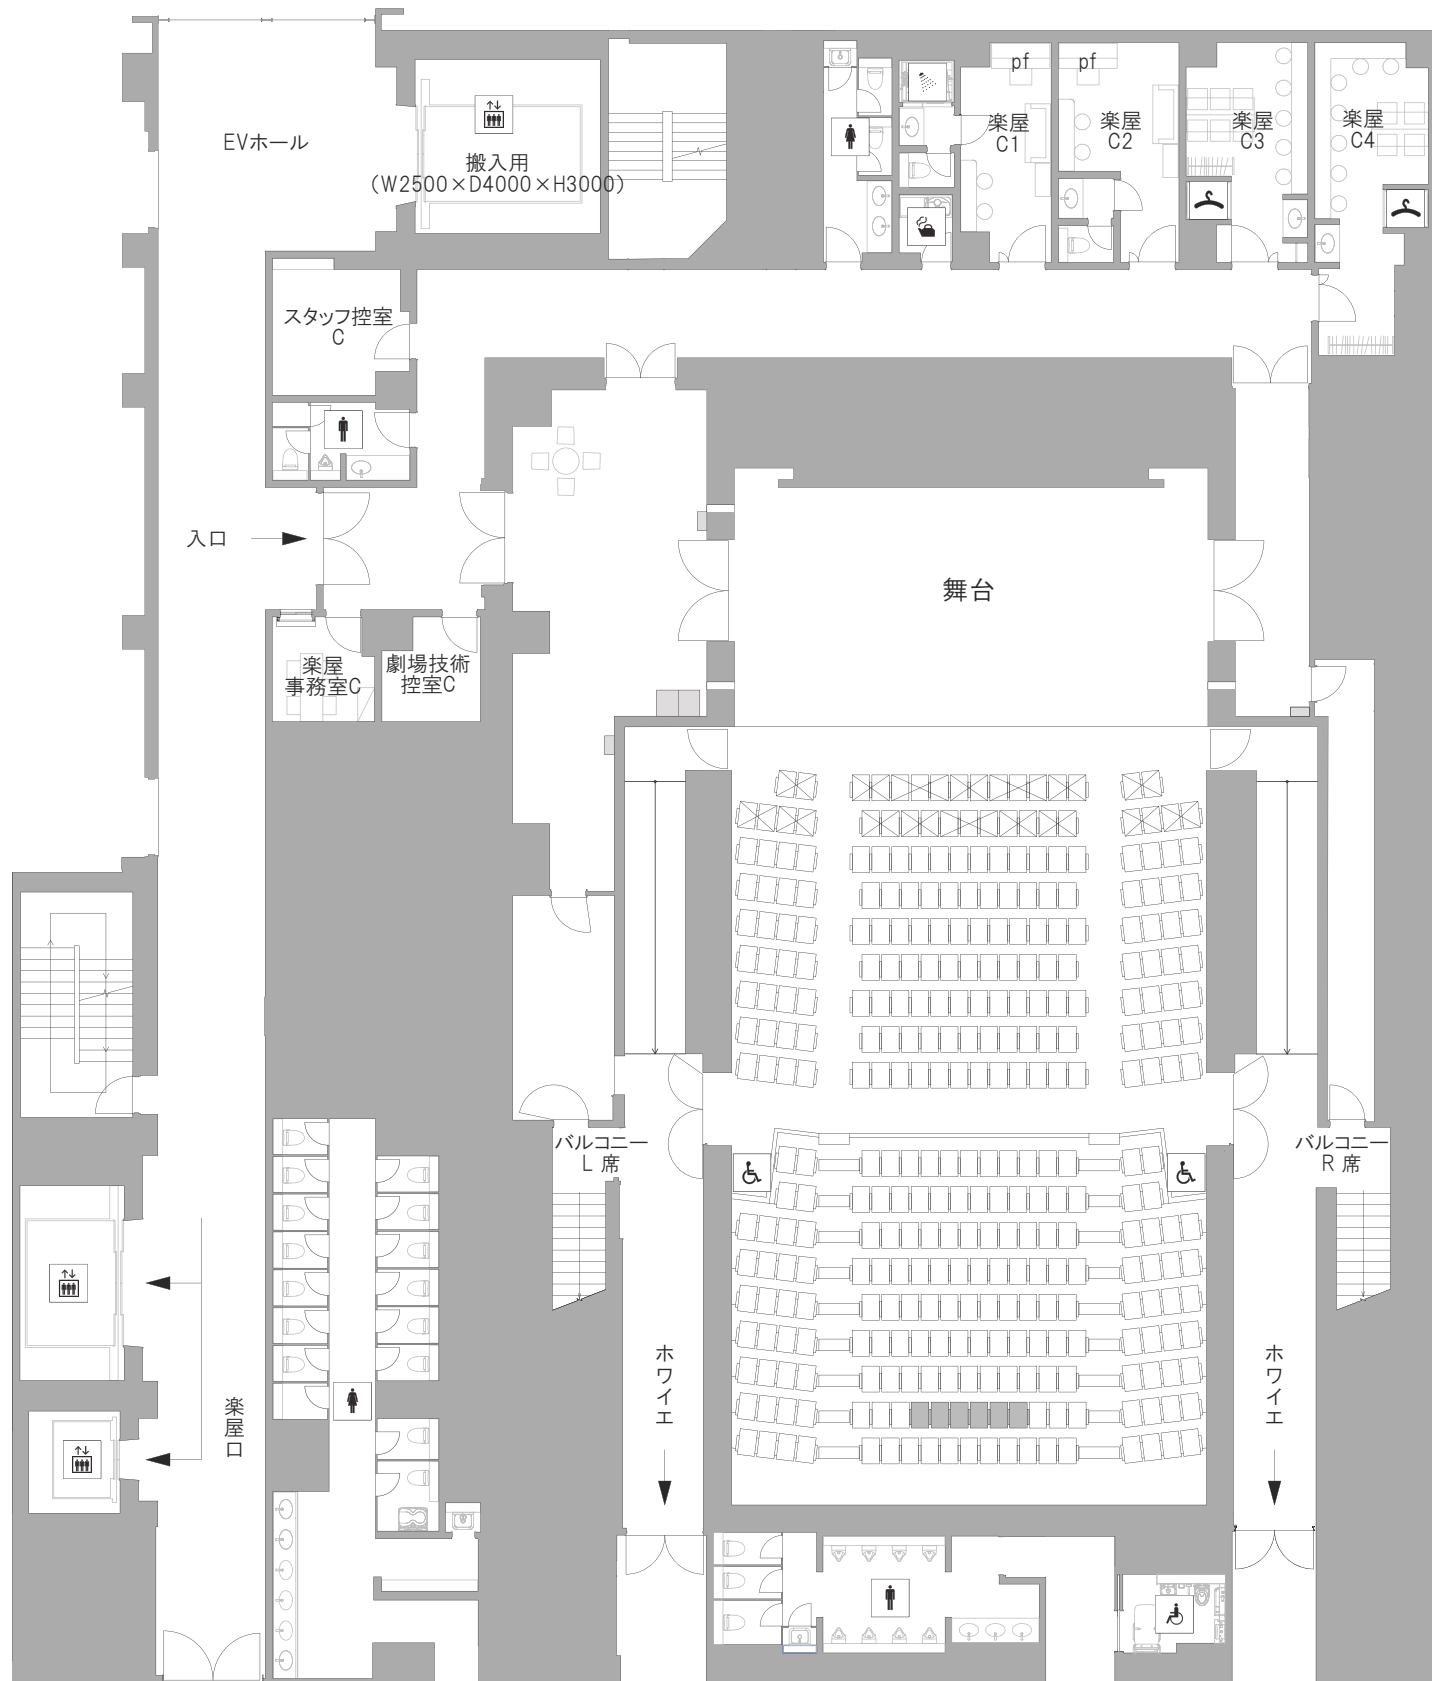 EVホール
搬入用
(W2500×D4000×H3000)
pf
楽屋
C1
pf
楽屋
C2
楽屋
C3
楽屋
C4
スタッフ控室
C
入口
舞台
楽屋
事務室C
劇場技術
控室C
バルコニー
L 席
バルコニー
R 席
ホワイエ
ホワイエ
楽屋口